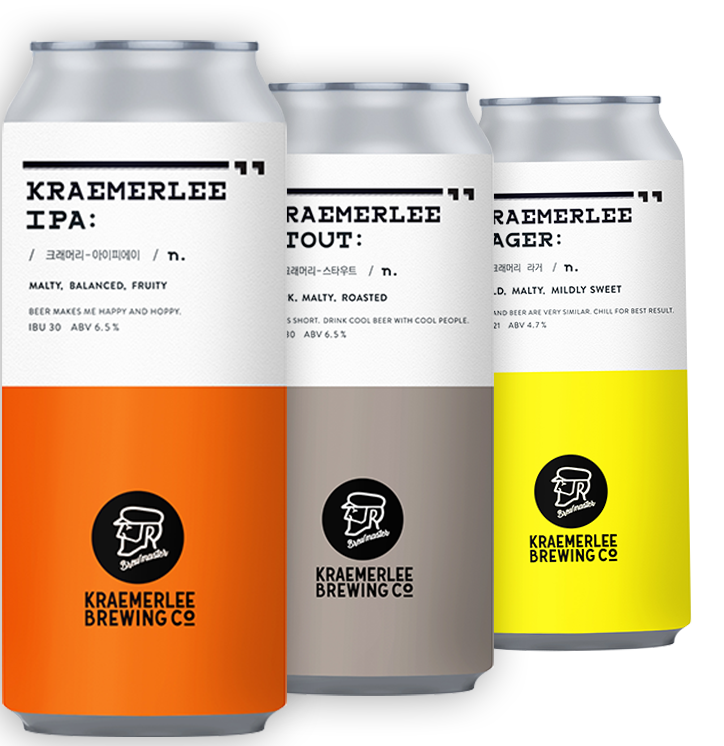 "
KRAEMERLEE
IPA:
/ 크래머리-아이피에이 / n.
MALTY, BALANCED, FRUITY
BEER MAKES ME HAPPY AND HOPPY.
IBU 30 ABV 6.5%
JR
Brewmaster
KRAEMERLEE
BREWING CO
"
RAEMERLEE
TOUT:
크래머리-스타우트 / n.
K, MALTY, ROASTED
S SHORT. DRINK COOL BEER WITH COOL PEOPLE.
30 ABV 6.5%
JR
Brewmaster
KRAEMERLEE
BREWING CO
"
RAEMERLEE
AGER:
크래머리 라거 / n.
LD, MALTY, MILDLY SWEET
AND BEER ARE VERY SIMILAR. CHILL FOR BEST RESULT.
21 ABV 4.7%
JR
Brewmaster
KRAEMERLEE
BREWING CO